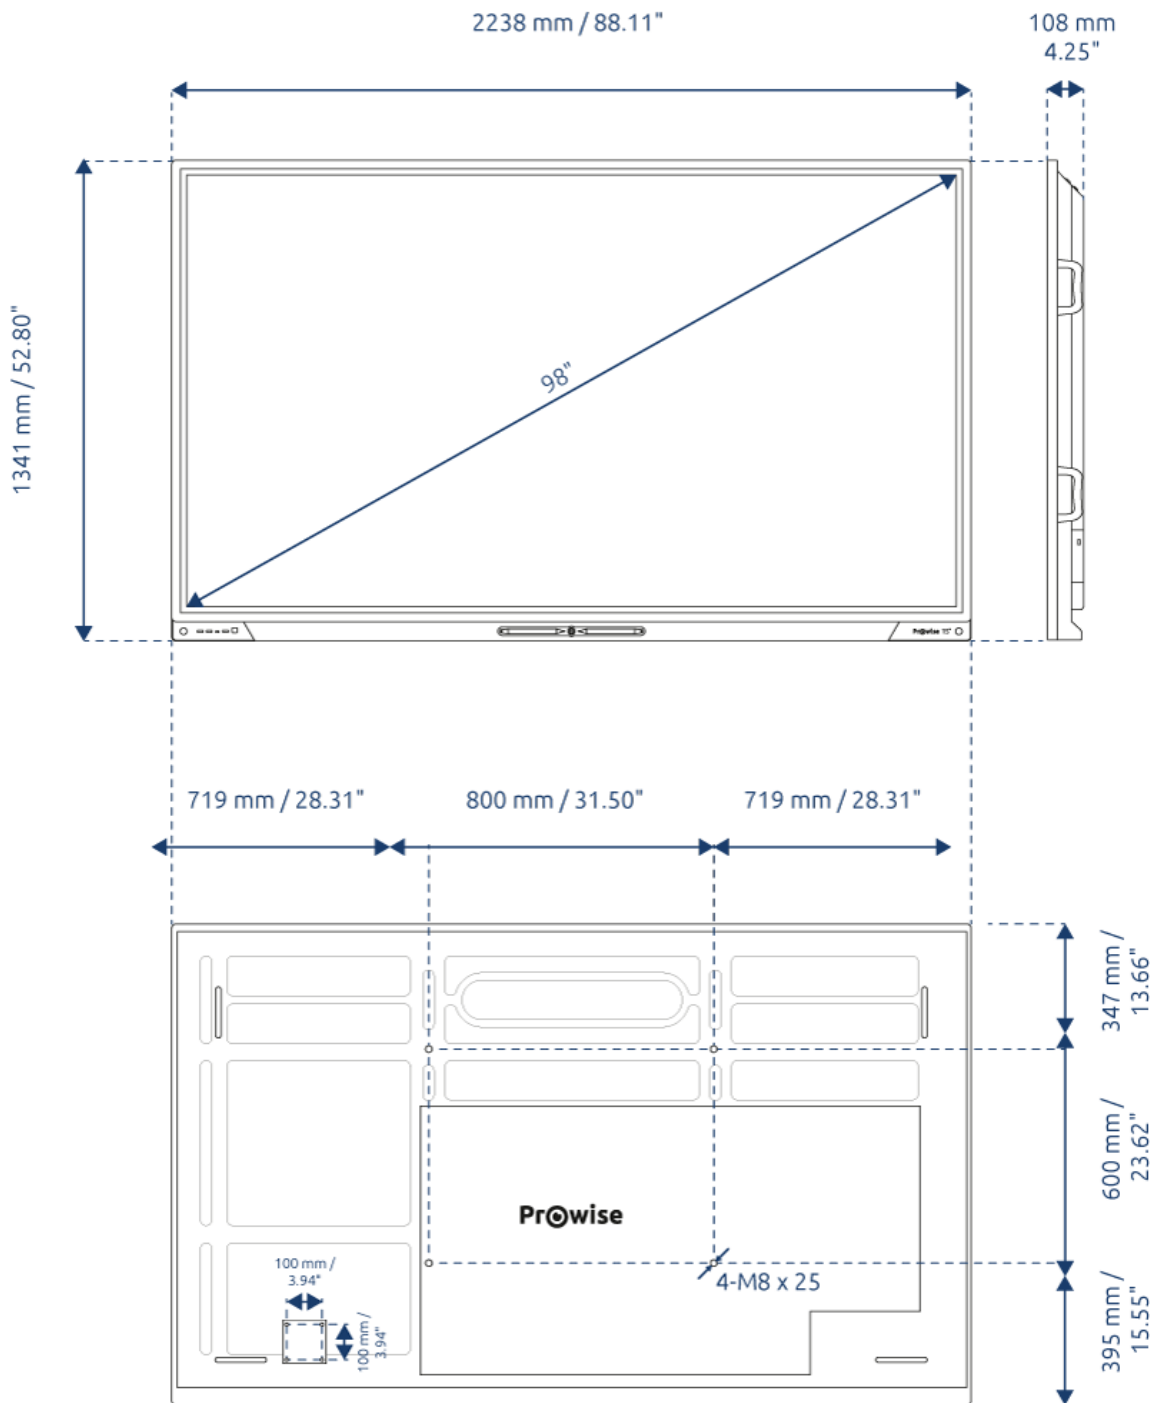 2238 mm / 88.11"
108 mm
4.25"
1341 mm / 52.80"
98"
Prowise 75"
719 mm / 28.31"
800 mm / 31.50"
719 mm / 28.31"
347 mm /
13.66"
600 mm /
23.62"
Prowise
4-M8 x 25
100 mm /
3.94"
100 mm /
3.94"
395 mm /
15.55"